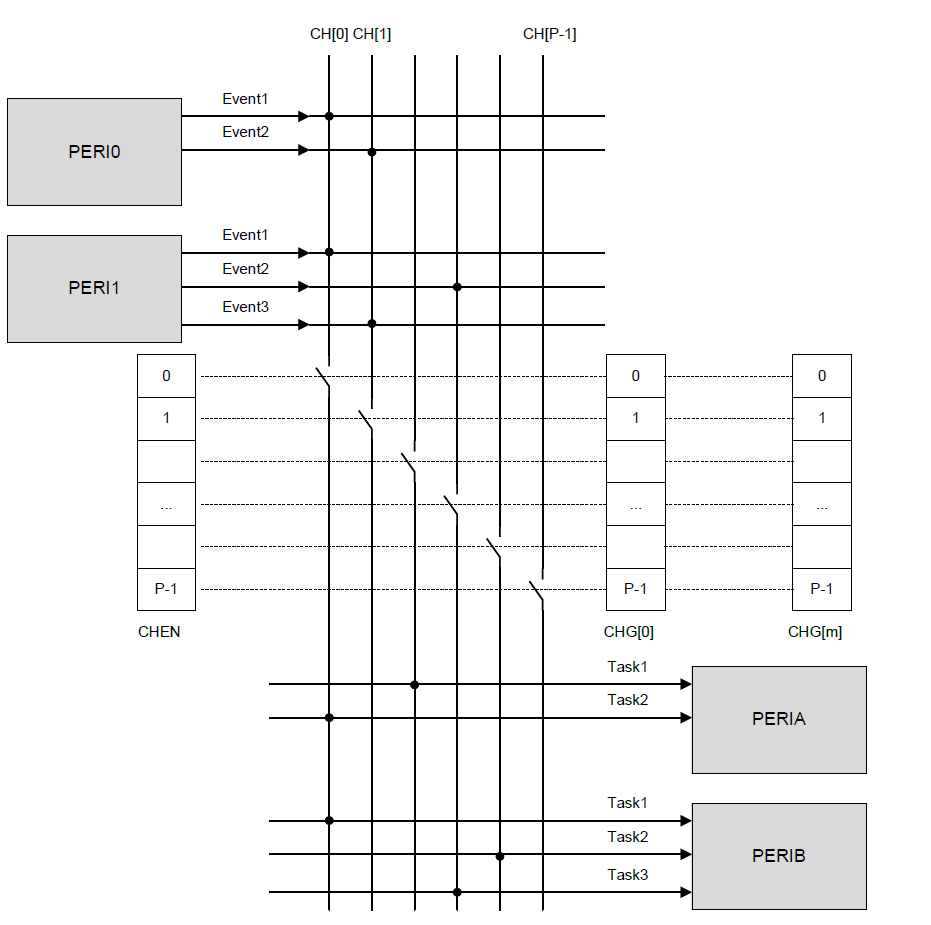 CH[0] CH[1] CH[P-1]
Event1
PERI0
Event2
Event1
PERI1
Event2
Event3
0 0 0
1 1 1
... ... ...
P-1 P-1 P-1
CHEN CHG[0] CHG[m]
Task1
Task2
PERIA
Task1
Task2
PERIB
Task3